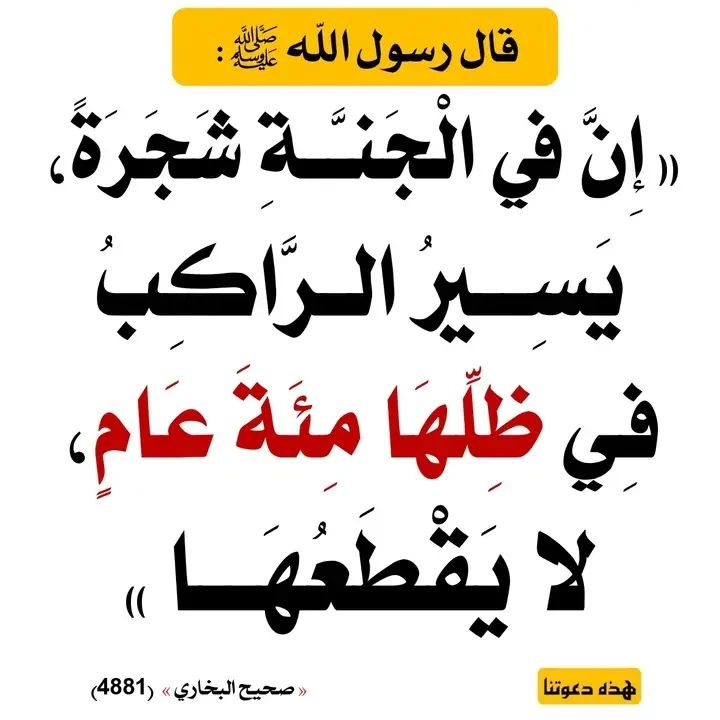 قال رسول الله ﷺ :
(( إِنَّ في الْجَنَّـةِ شَجَرَةً،
يَسِـيرُ الـرَّاكِبُ
فِي ظِلِّهَا مِئَةَ عَامٍ،
لا يَقْطَعُهَـا ))
« صحيح البخاري » (4881)
هذه دعوتنا